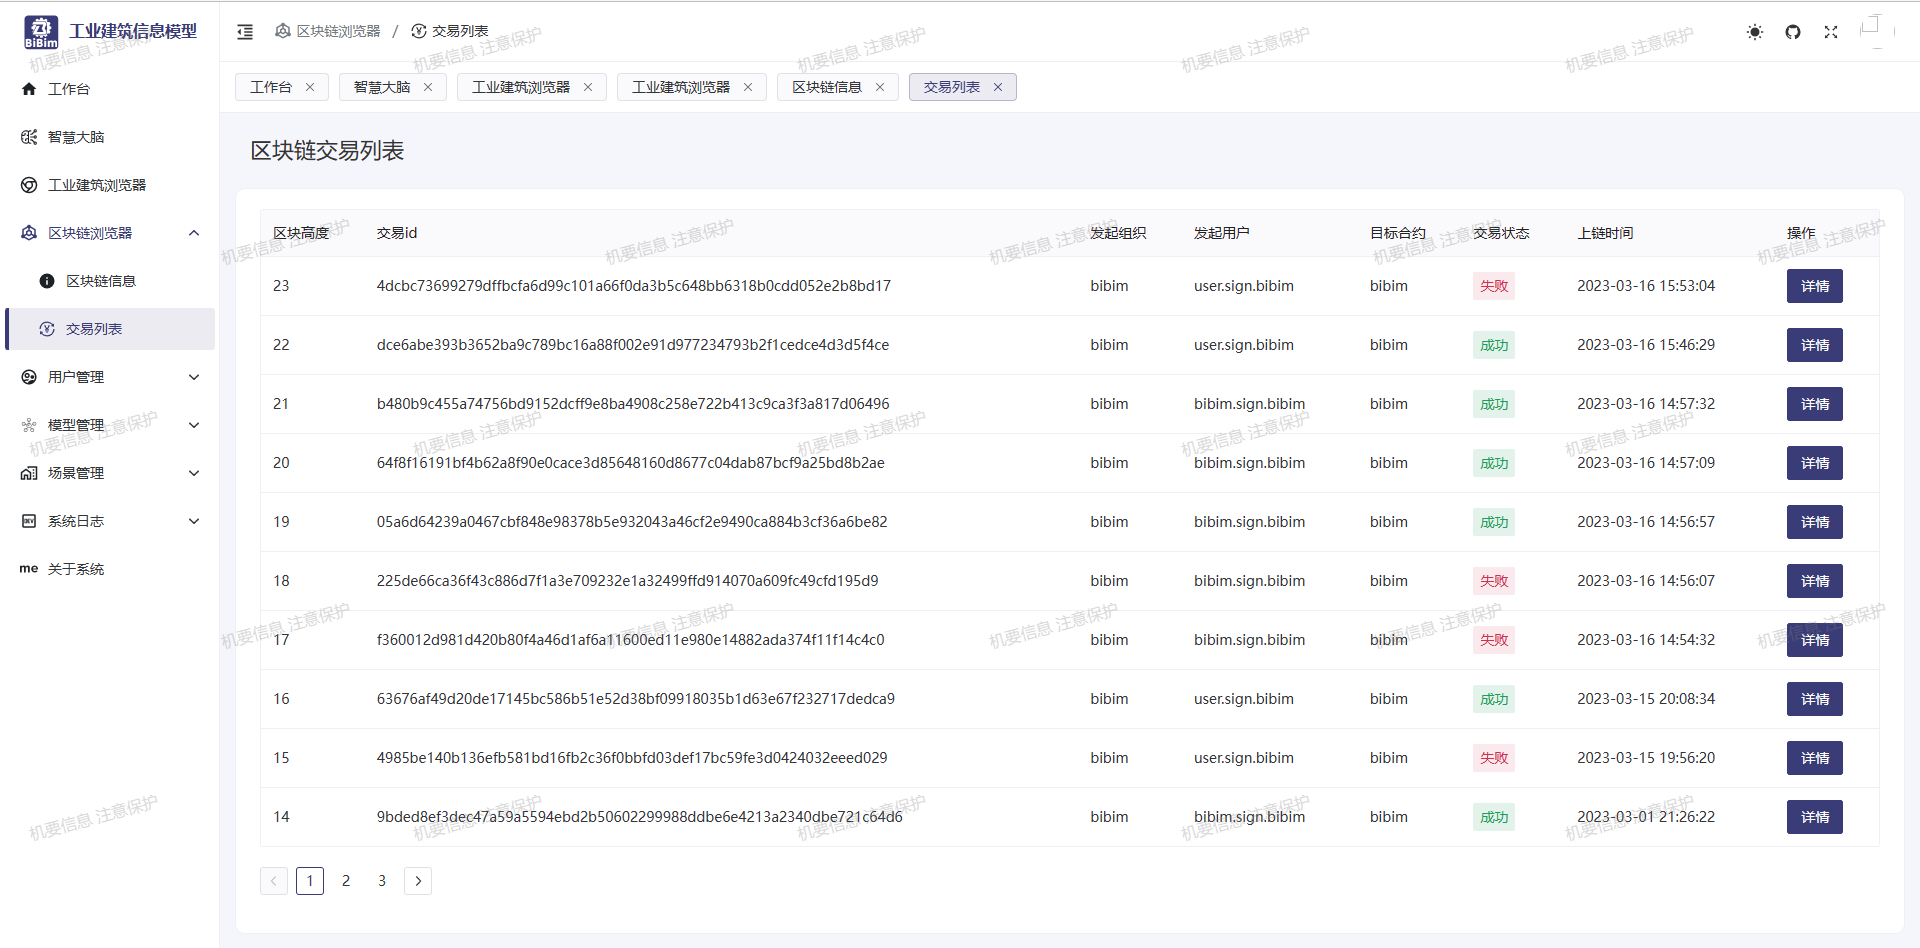 BiBim
工业建筑信息模型
区块链浏览器 / 交易列表
工作台
智慧大脑
工业建筑浏览器
区块链浏览器
区块链信息
交易列表
用户管理
模型管理
场景管理
系统日志
me 关于系统
工作台 智慧大脑 工业建筑浏览器 工业建筑浏览器 区块链信息 交易列表
区块链交易列表
区块高度 交易id 发起组织 发起用户 目标合约 交易状态 上链时间 操作
23 4dcbc73699279dffbcfa6d99c101a66f0da3b5c648bb6318b0cdd052e2b8bd17 bibim user.sign.bibim bibim 失败 2023-03-16 15:53:04 详情
22 dce6abe393b3652ba9c789bc16a88f002e91d977234793b2f1cedce4d3d5f4ce bibim user.sign.bibim bibim 成功 2023-03-16 15:46:29 详情
21 b480b9c455a74756bd9152dcff9e8ba4908c258e722b413c9ca3f3a817d06496 bibim bibim.sign.bibim bibim 成功 2023-03-16 14:57:32 详情
20 64f8f16191bf4b62a8f90e0cace3d85648160d8677c04dab87bcf9a25bd8b2ae bibim bibim.sign.bibim bibim 成功 2023-03-16 14:57:09 详情
19 05a6d64239a0467cbf848e98378b5e932043a46cf2e9490ca884b3cf36a6be82 bibim bibim.sign.bibim bibim 成功 2023-03-16 14:56:57 详情
18 225de66ca36f43c886d7f1a3e709232e1a32499ffd914070a609fc49cfd195d9 bibim bibim.sign.bibim bibim 失败 2023-03-16 14:56:07 详情
17 f360012d981d420b80f4a46d1af6a11600ed11e980e14882ada374f11f14c4c0 bibim bibim.sign.bibim bibim 失败 2023-03-16 14:54:32 详情
16 63676af49d20de17145bc586b51e52d38bf09918035b1d63e67f232717dedca9 bibim user.sign.bibim bibim 成功 2023-03-15 20:08:34 详情
15 4985be140b136efb581bd16fb2c36f0bbfd03def17bc59fe3d0424032eeed029 bibim user.sign.bibim bibim 失败 2023-03-15 19:56:20 详情
14 9bded8ef3dec47a59a5594ebd2b50602299988ddbe6e4213a2340dbe721c64d6 bibim bibim.sign.bibim bibim 成功 2023-03-01 21:26:22 详情
1 2 3
机要信息 注意保护